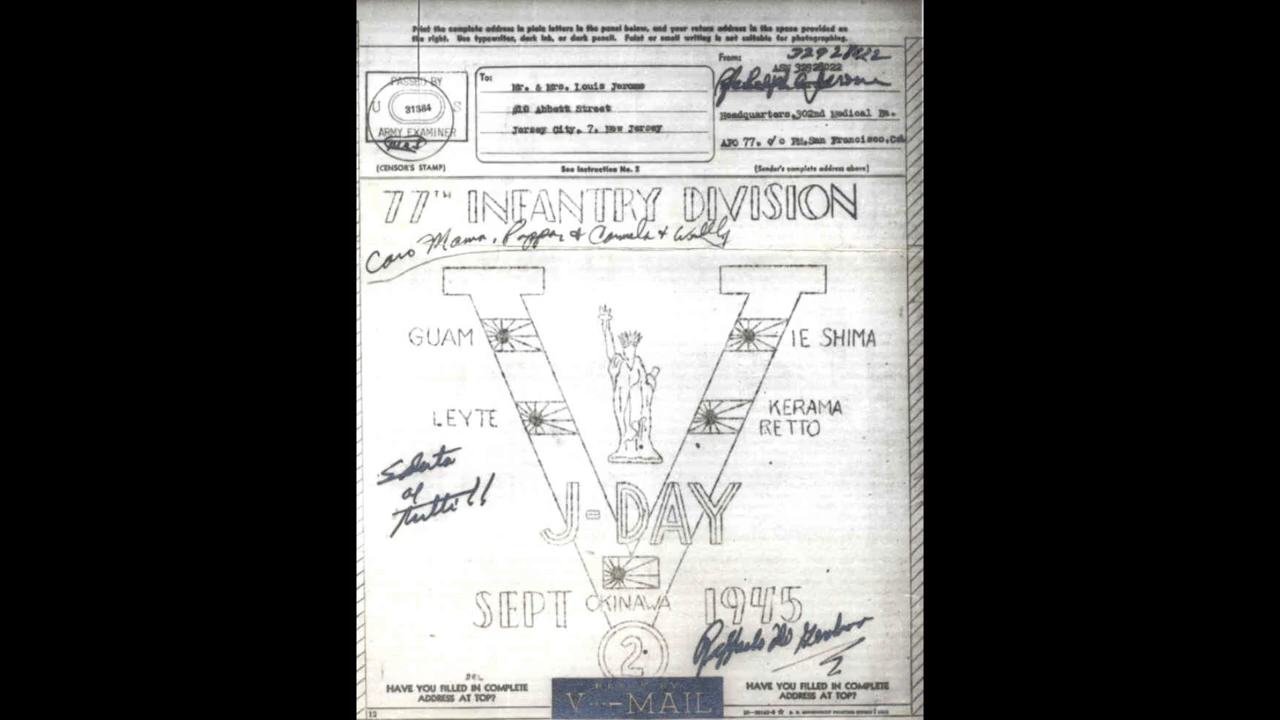 Print the complete address in plain letters in the panel below, and your return address in the space provided on
the right. Use typewriter, dark ink, or dark pencil. Faint or small writing is not suitable for photographing.
PASSED BY
U S
31384
ARMY EXAMINER
(CENSOR'S STAMP)
To:
Mr. & Mrs. Louis Jerome
Abbett Street
Jersey City, 7, New Jersey
See Instruction No. 2
From:
32928022
ASN 32928022
Headquarters, 302nd Medical Bn.
APO 77, c/o PM, San Francisco, Cal
(Sender's complete address above)
77TH INFANTRY DIVISION
Caro Mama, Pappa, & Carmela & Wally
GUAM
IE SHIMA
LEYTE
KERAMA
RETTO
Saluta
a
tutti!!
V
J-DAY
SEPT OKINAWA 1945
2
Raffaele
HAVE YOU FILLED IN COMPLETE
ADDRESS AT TOP?
V···—MAIL
HAVE YOU FILLED IN COMPLETE
ADDRESS AT TOP?